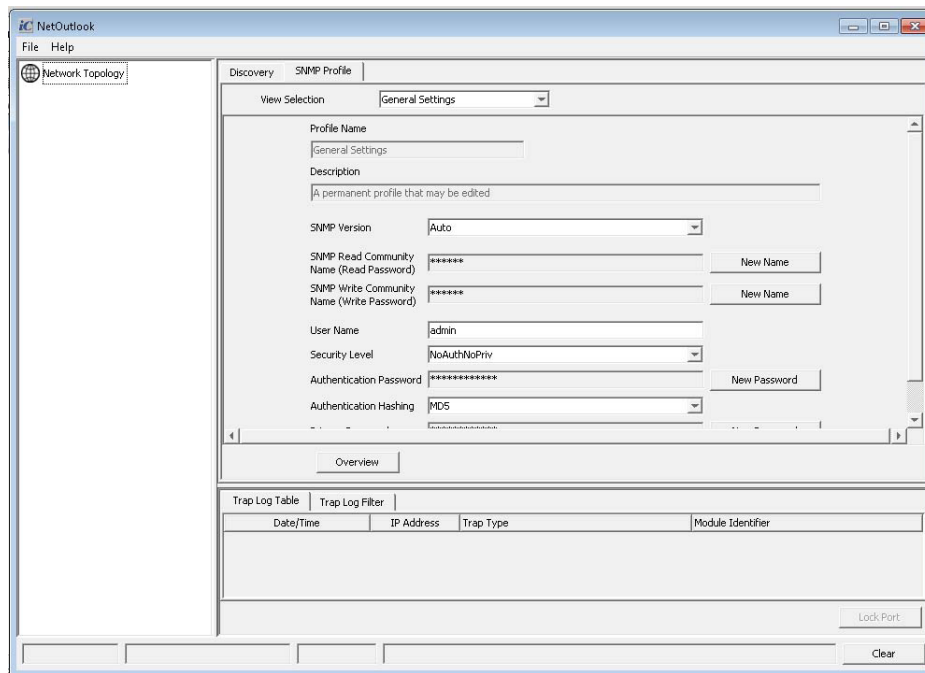 iC NetOutlook
File Help
Network Topology
Discovery SNMP Profile
View Selection General Settings
Profile Name
General Settings
Description
A permanent profile that may be edited
SNMP Version Auto
SNMP Read Community
Name (Read Password) ****** New Name
SNMP Write Community
Name (Write Password) ****** New Name
User Name admin
Security Level NoAuthNoPriv
Authentication Password ************ New Password
Authentication Hashing MD5
Overview
Trap Log Table Trap Log Filter
Date/Time IP Address Trap Type Module Identifier
Lock Port
Clear